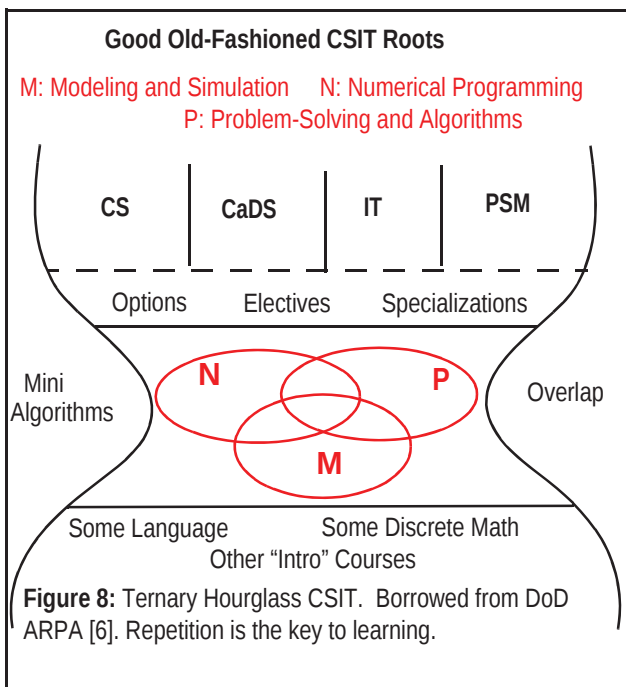 Good Old-Fashioned CSIT Roots
M: Modeling and Simulation N: Numerical Programming
P: Problem-Solving and Algorithms
CS CaDS IT PSM
Options Electives Specializations
N P
Mini
Algorithms
Overlap
M
Some Language Some Discrete Math
Other “Intro” Courses
Figure 8: Ternary Hourglass CSIT. Borrowed from DoD
ARPA [6]. Repetition is the key to learning.